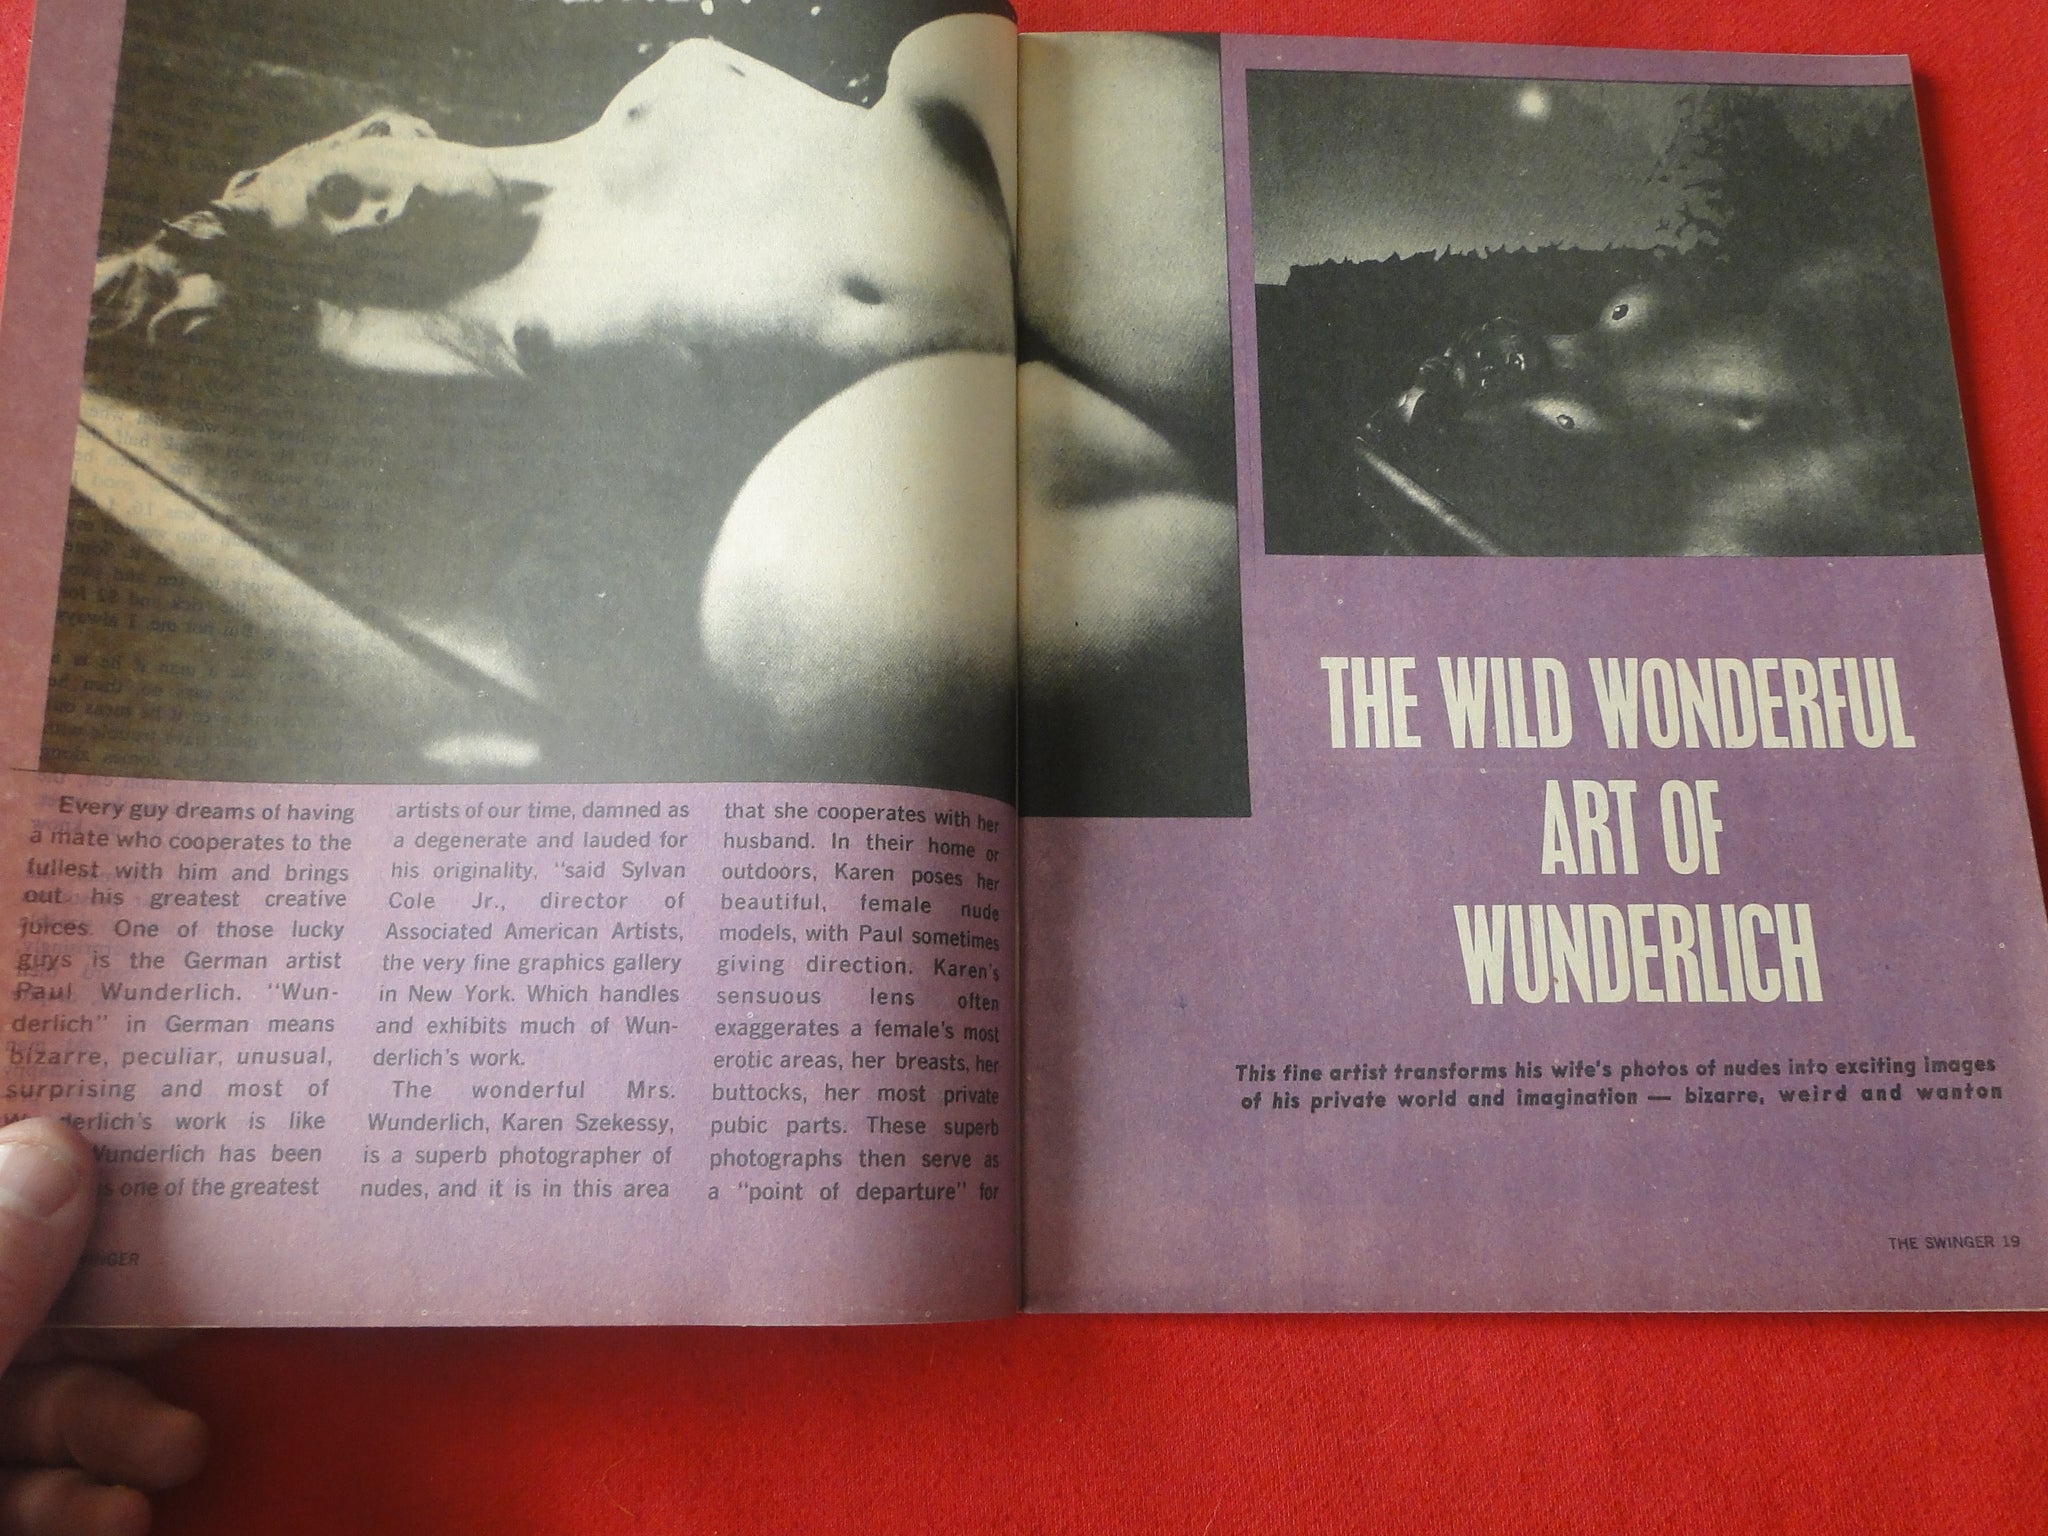 Every guy dreams of having
a mate who cooperates to the
fullest with him and brings
out his greatest creative
juices. One of those lucky
guys is the German artist
Paul Wunderlich. "Wun-
derlich" in German means
bizarre, peculiar, unusual,
surprising and most of
Wunderlich's work is like
Wunderlich has been
as one of the greatest
artists of our time, damned as
a degenerate and lauded for
his originality, "said Sylvan
Cole Jr., director of
Associated American Artists,
the very fine graphics gallery
in New York. Which handles
and exhibits much of Wun-
derlich's work.
The wonderful Mrs.
Wunderlich, Karen Szekessy,
is a superb photographer of
nudes, and it is in this area
that she cooperates with her
husband. In their home or
outdoors, Karen poses her
beautiful, female nude
models, with Paul sometimes
giving direction. Karen's
sensuous lens often
exaggerates a female's most
erotic areas, her breasts, her
buttocks, her most private
pubic parts. These superb
photographs then serve as
a "point of departure" for
THE WILD WONDERFUL
ART OF
WUNDERLICH
This fine artist transforms his wife's photos of nudes into exciting images
of his private world and imagination — bizarre, weird and wanton
THE SWINGER 19